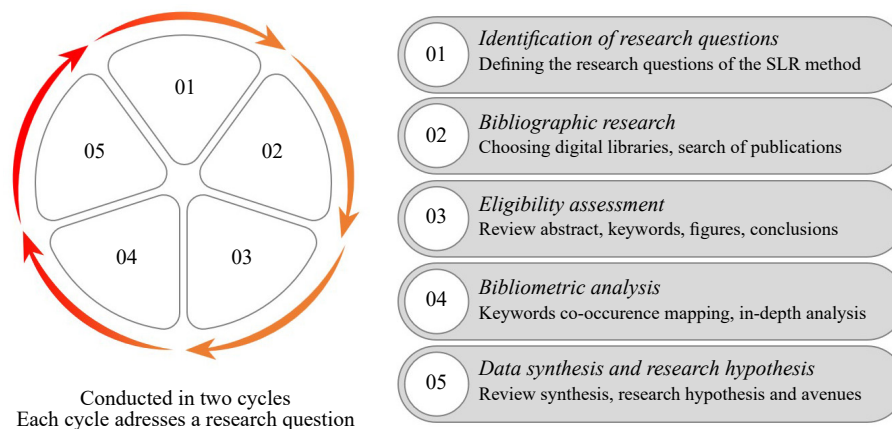 01
02
03
04
05
Conducted in two cycles
Each cycle adresses a research question
01
Identification of research questions
Defining the research questions of the SLR method
02
Bibliographic research
Choosing digital libraries, search of publications
03
Eligibility assessment
Review abstract, keywords, figures, conclusions
04
Bibliometric analysis
Keywords co-occurence mapping, in-depth analysis
05
Data synthesis and research hypothesis
Review synthesis, research hypothesis and avenues